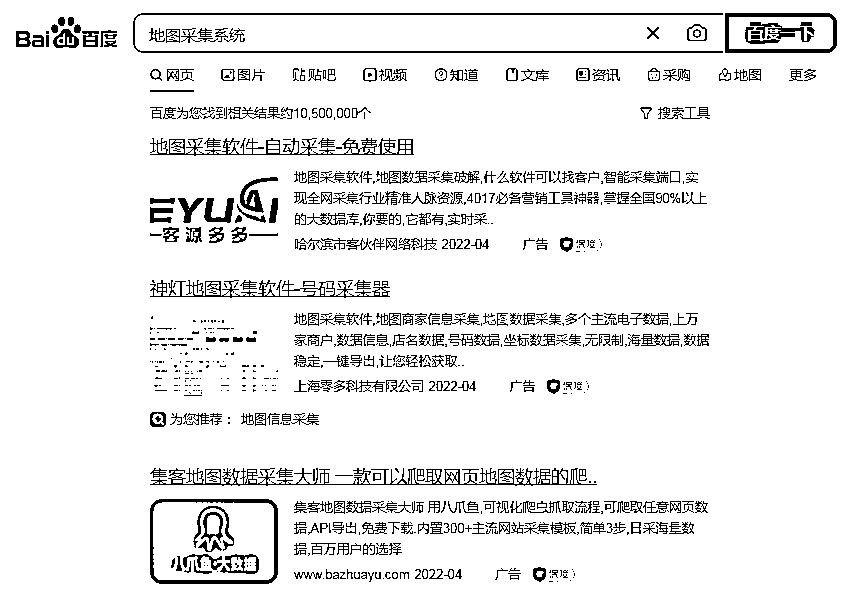 Bai du 百度
地图采集系统
百度一下
网页 图片 贴吧 视频 知道 文库 资讯 采购 地图 更多
百度为您找到相关结果约10,500,000个
搜索工具
地图采集软件-自动采集-免费使用
EYUAI
客源多多
地图采集软件,地图数据采集破解,什么软件可以找客户,智能采集端口,实
现全网采集行业精准人脉资源,4017必备营销工具神器,掌握全国90%以上
的大数据库,你要的,它都有,实时采..
哈尔滨市客伙伴网络科技 2022-04 广告
神灯地图采集软件-号码采集器
地图采集软件,地图商家信息采集,地图数据采集,多个主流电子数据,上万
家商户,数据信息,店名数据,号码数据,坐标数据采集,无限制,海量数据,数据
稳定,一键导出,让您轻松获取..
上海零多科技有限公司 2022-04 广告
为您推荐： 地图信息采集
集客地图数据采集大师 一款可以爬取网页地图数据的爬..
八爪鱼·大数据
集客地图数据采集大师 用八爪鱼,可视化爬虫抓取流程,可爬取任意网页数
据,API导出,免费下载.内置300+主流网站采集模板,简单3步,日采海量数
据,百万用户的选择
www.bazhuayu.com 2022-04 广告